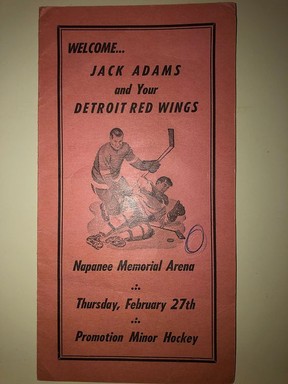 WELCOME...
JACK ADAMS
and Your
DETROIT RED WINGS
Napanee Memorial Arena
Thursday, February 27th
Promotion Minor Hockey